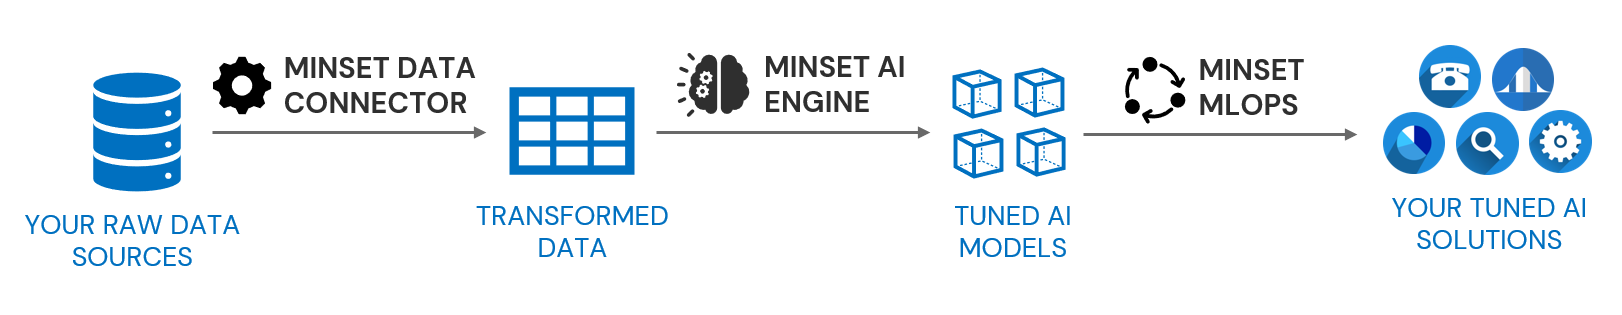 MINSET DATA
CONNECTOR
MINSET AI
ENGINE
MINSET
MLOPS
YOUR RAW DATA
SOURCES
TRANSFORMED
DATA
TUNED AI
MODELS
YOUR TUNED AI
SOLUTIONS